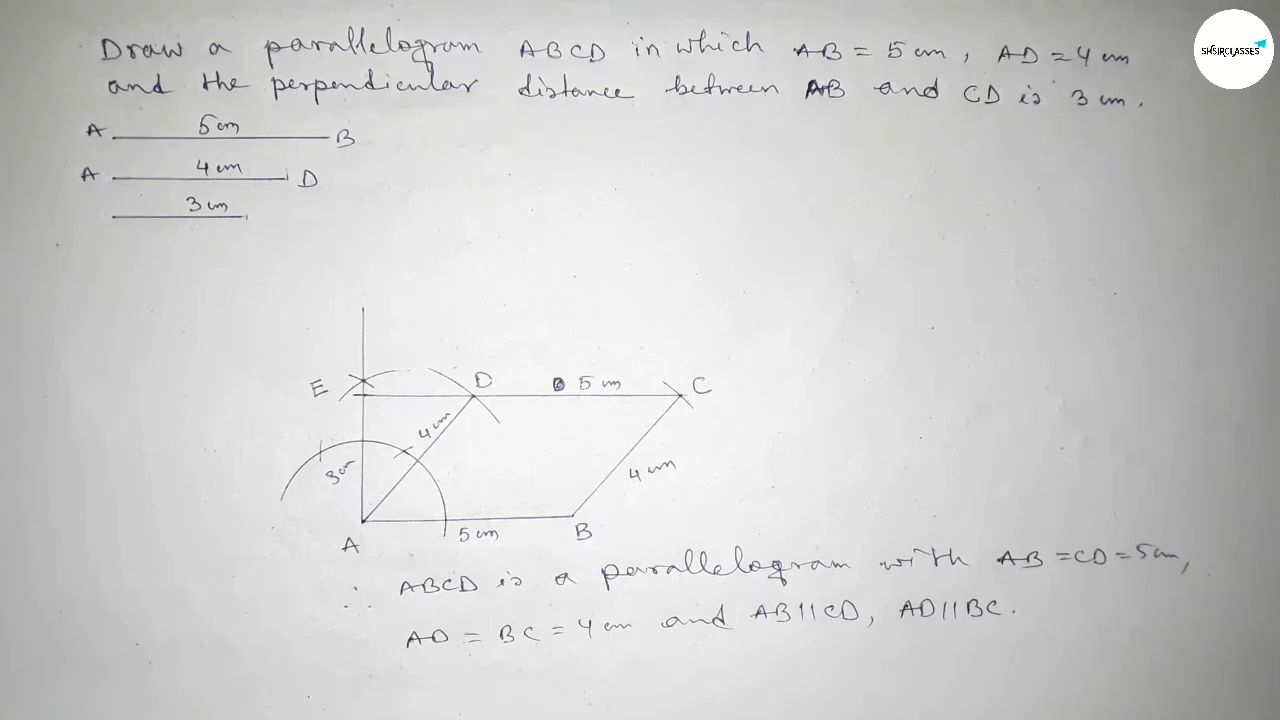 Draw a parallelogram ABCD in which AB = 5 cm, AD = 4 cm
and the perpendicular distance between AB and CD is 3 cm.
SHSIRCLASSES
A 5cm B
A 4 cm D
3 cm
E D 5 cm C
4 cm
3cm
4 cm
A 5cm B
∴ ABCD is a parallelogram with AB = CD = 5cm,
AD = BC = 4 cm and AB || CD, AD || BC.